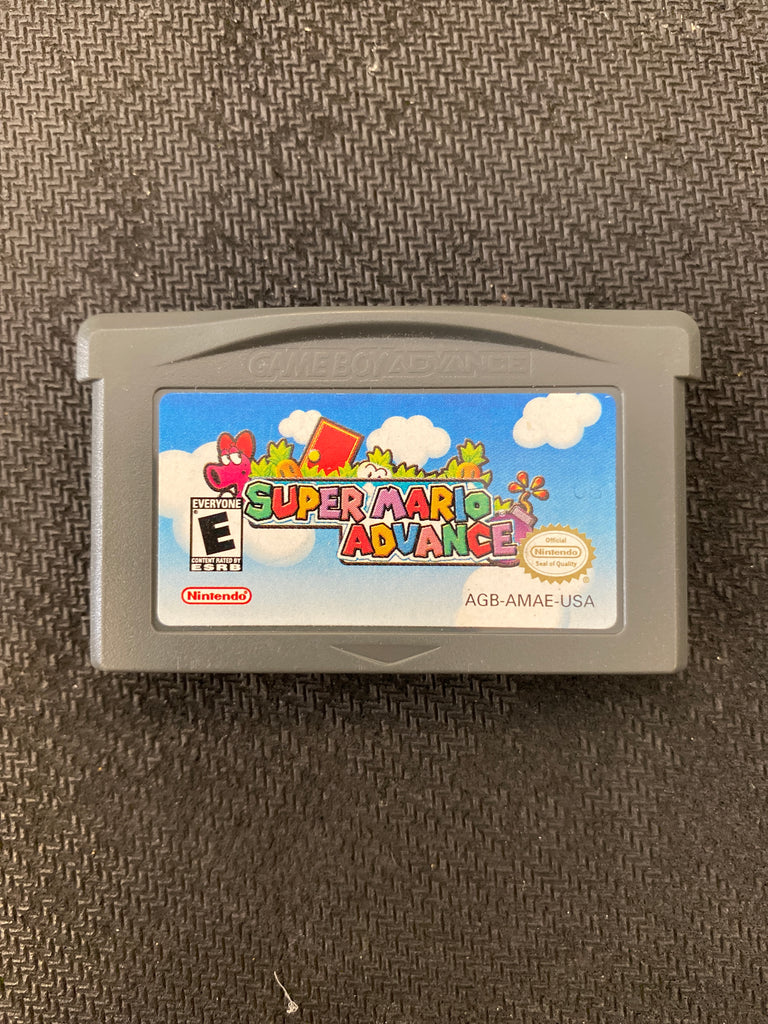 GAME BOY ADVANCE
SUPER MARIO
ADVANCE
EVERYONE
E
CONTENT RATED BY
ESRB
Official
Nintendo
Seal of Quality
®
Nintendo
AGB-AMAE-USA